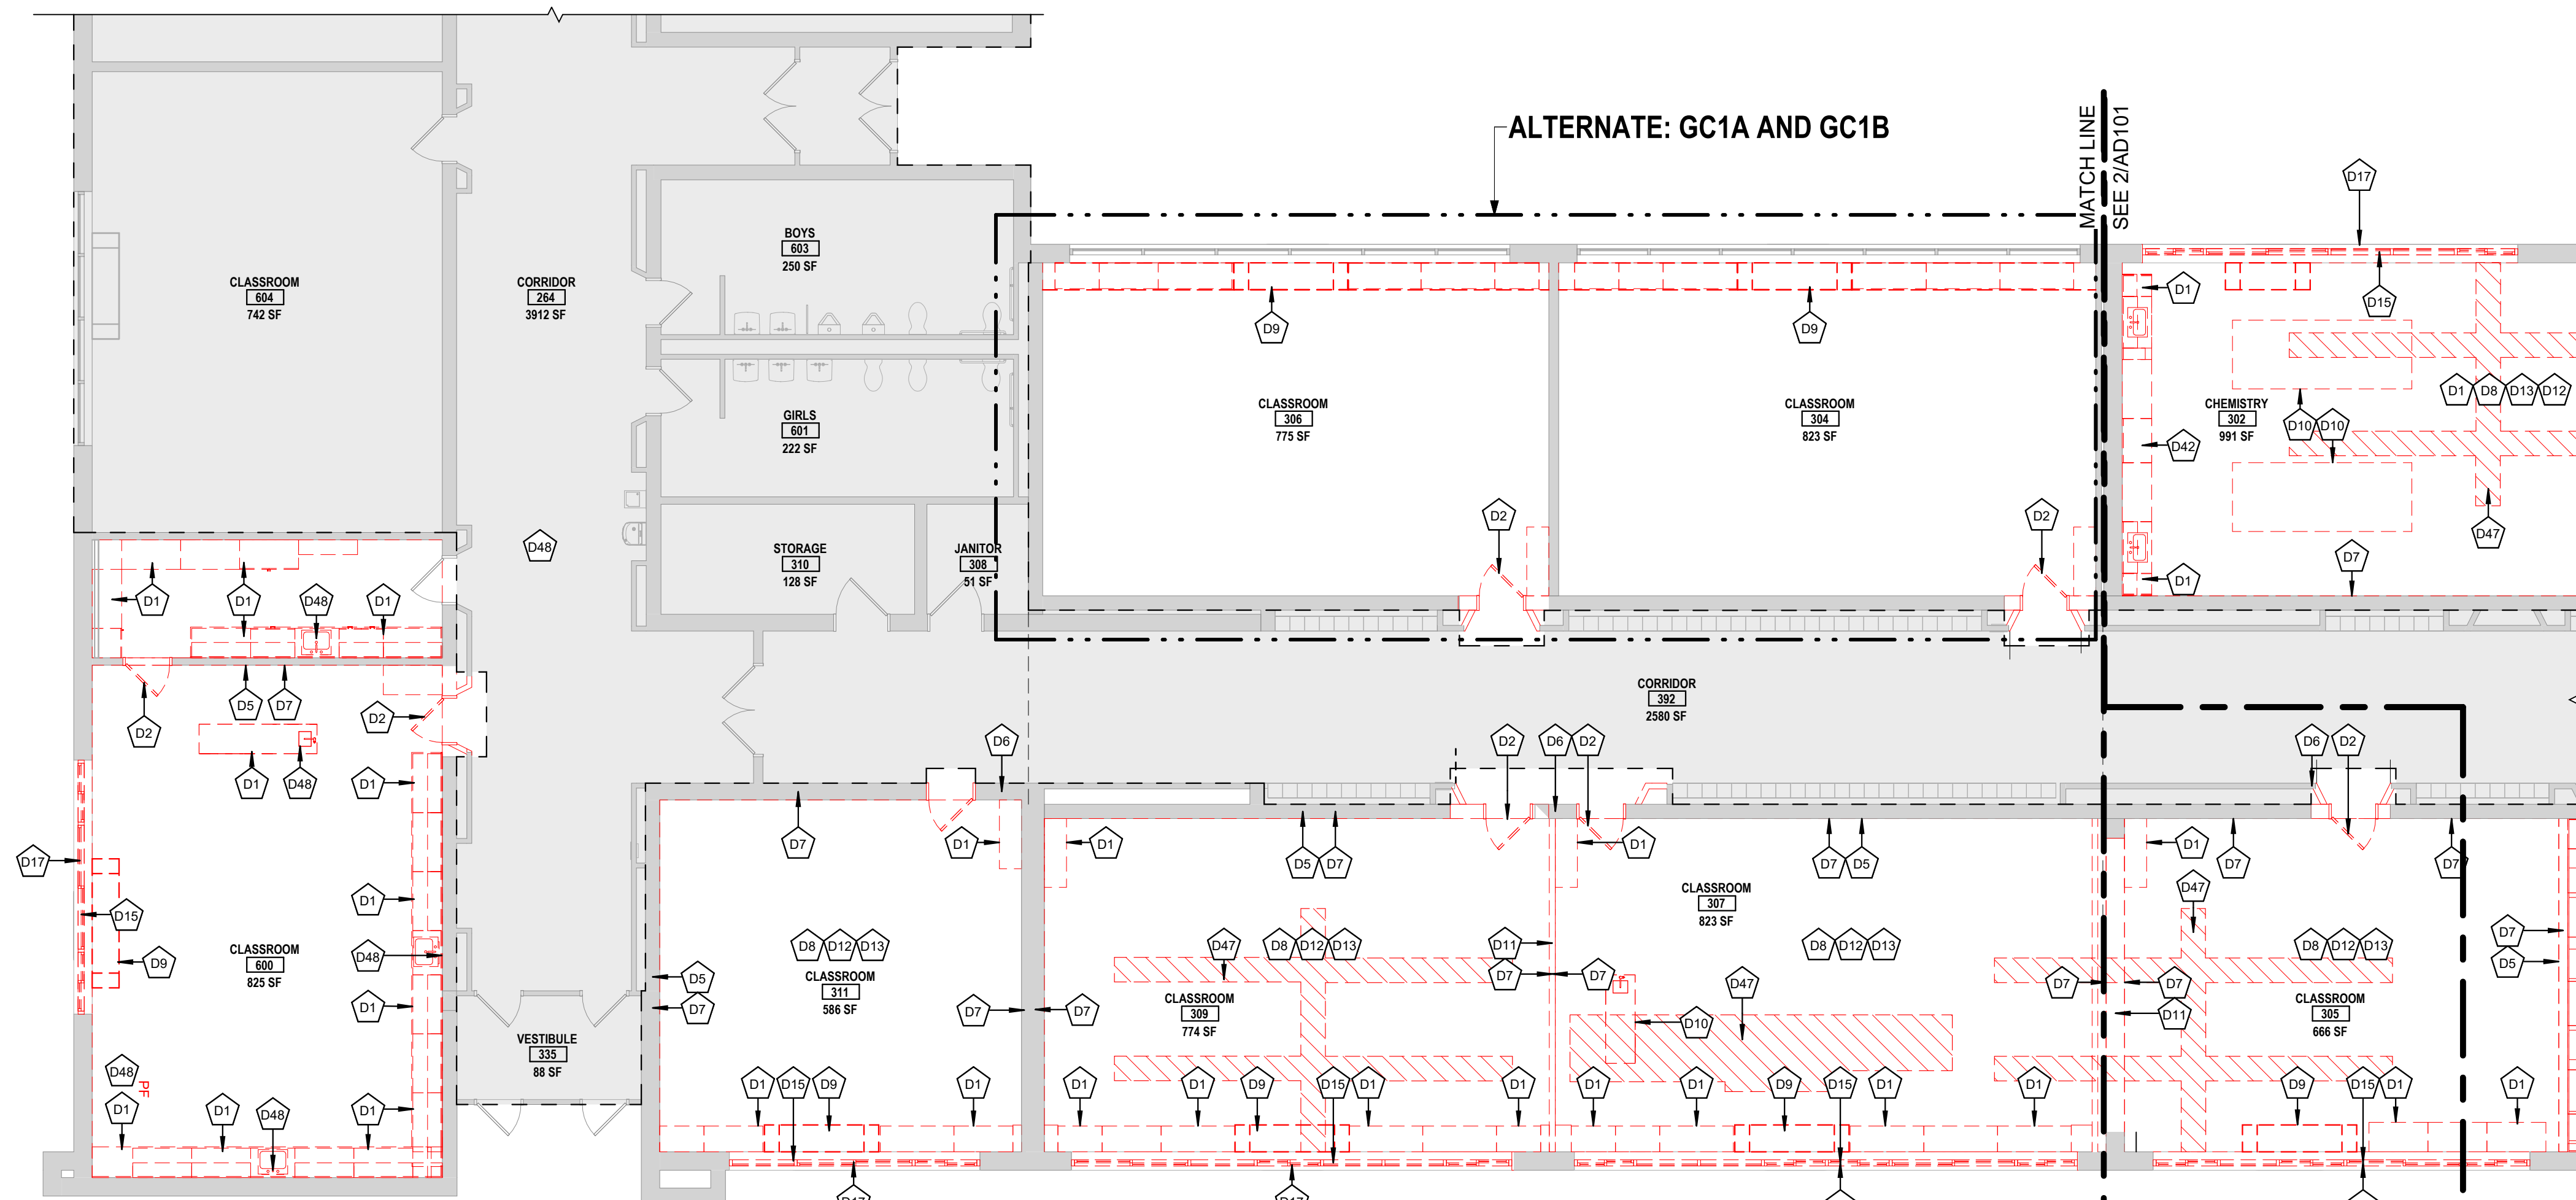 ALTERNATE: GC1A AND GC1B
MATCH LINE
SEE 2/AD101
D17
BOYS
603
250 SF
CLASSROOM
604
742 SF
CORRIDOR
264
3912 SF
D9
D9
D1
D15
CLASSROOM
306
775 SF
CLASSROOM
304
823 SF
CHEMISTRY
302
991 SF
D1
D8
D13
D12
GIRLS
601
222 SF
D10
D10
D42
D2
D2
D47
D48
STORAGE
310
128 SF
JANITOR
308
51 SF
D7
D1
D1
D1
D48
D1
CORRIDOR
392
2580 SF
D5
D7
D2
D2
D6
D2
D6
D2
D6
D2
D1
D48
D1
D7
D1
D1
D5
D7
D1
D7
D5
D1
D7
D7
D17
D15
D1
CLASSROOM
307
823 SF
D47
D9
CLASSROOM
600
825 SF
D48
D8
D12
D13
CLASSROOM
311
586 SF
D47
D8
D12
D13
D11
D8
D12
D13
D8
D12
D13
D7
D5
D5
D7
D7
D7
D7
D7
D47
D7
D7
CLASSROOM
309
774 SF
CLASSROOM
305
666 SF
D1
D10
D11
VESTIBULE
335
88 SF
D48
PF
D1
D1
D48
D1
D1
D15
D9
D1
D1
D1
D9
D15
D1
D1
D1
D1
D9
D15
D1
D1
D9
D15
D1
D1
D17
D17